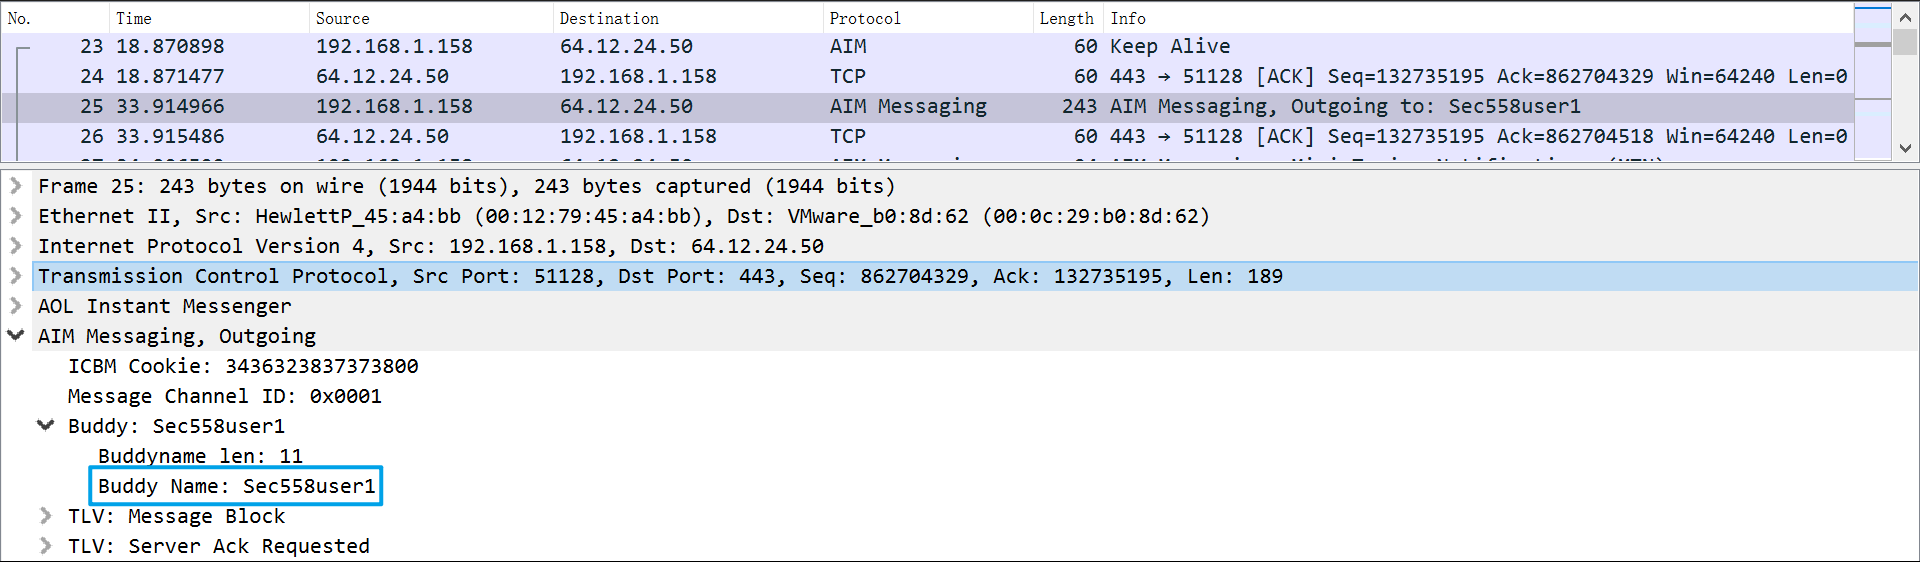 No. Time Source Destination Protocol Length Info
23 18.870898 192.168.1.158 64.12.24.50 AIM 60 Keep Alive
24 18.871477 64.12.24.50 192.168.1.158 TCP 60 443 → 51128 [ACK] Seq=132735195 Ack=862704329 Win=64240 Len=0
25 33.914966 192.168.1.158 64.12.24.50 AIM Messaging 243 AIM Messaging, Outgoing to: Sec558user1
26 33.915486 64.12.24.50 192.168.1.158 TCP 60 443 → 51128 [ACK] Seq=132735195 Ack=862704518 Win=64240 Len=0
Frame 25: 243 bytes on wire (1944 bits), 243 bytes captured (1944 bits)
Ethernet II, Src: HewlettP_45:a4:bb (00:12:79:45:a4:bb), Dst: VMware_b0:8d:62 (00:0c:29:b0:8d:62)
Internet Protocol Version 4, Src: 192.168.1.158, Dst: 64.12.24.50
Transmission Control Protocol, Src Port: 51128, Dst Port: 443, Seq: 862704329, Ack: 132735195, Len: 189
AOL Instant Messenger
AIM Messaging, Outgoing
ICBM Cookie: 3436323837373800
Message Channel ID: 0x0001
Buddy: Sec558user1
Buddyname len: 11
Buddy Name: Sec558user1
TLV: Message Block
TLV: Server Ack Requested